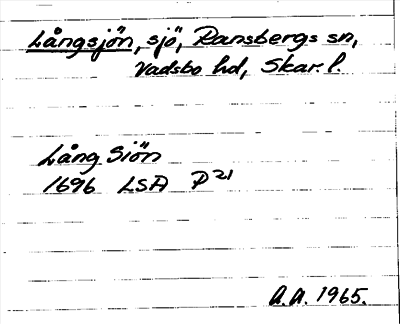 Långsjön, sjö, Ransbergs sn,
Vadsbo hd, Skar. l.
Lång Siön
1696 LSA P21
A.A. 1965.